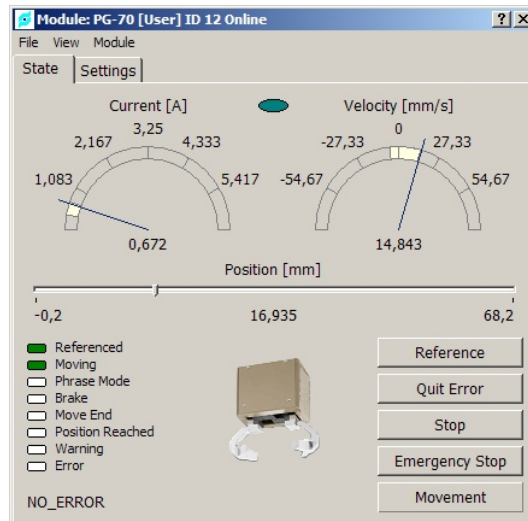 Module: PG-70 [User] ID 12 Online
File View Module
State Settings
Current [A]
3,25
2,167 4,333
1,083 5,417
0,672
Velocity [mm/s]
0
-27,33 27,33
-54,67 54,67
14,843
Position [mm]
-0,2 16,935 68,2
Referenced
Moving
Phrase Mode
Brake
Move End
Position Reached
Warning
Error
NO_ERROR
Reference
Quit Error
Stop
Emergency Stop
Movement